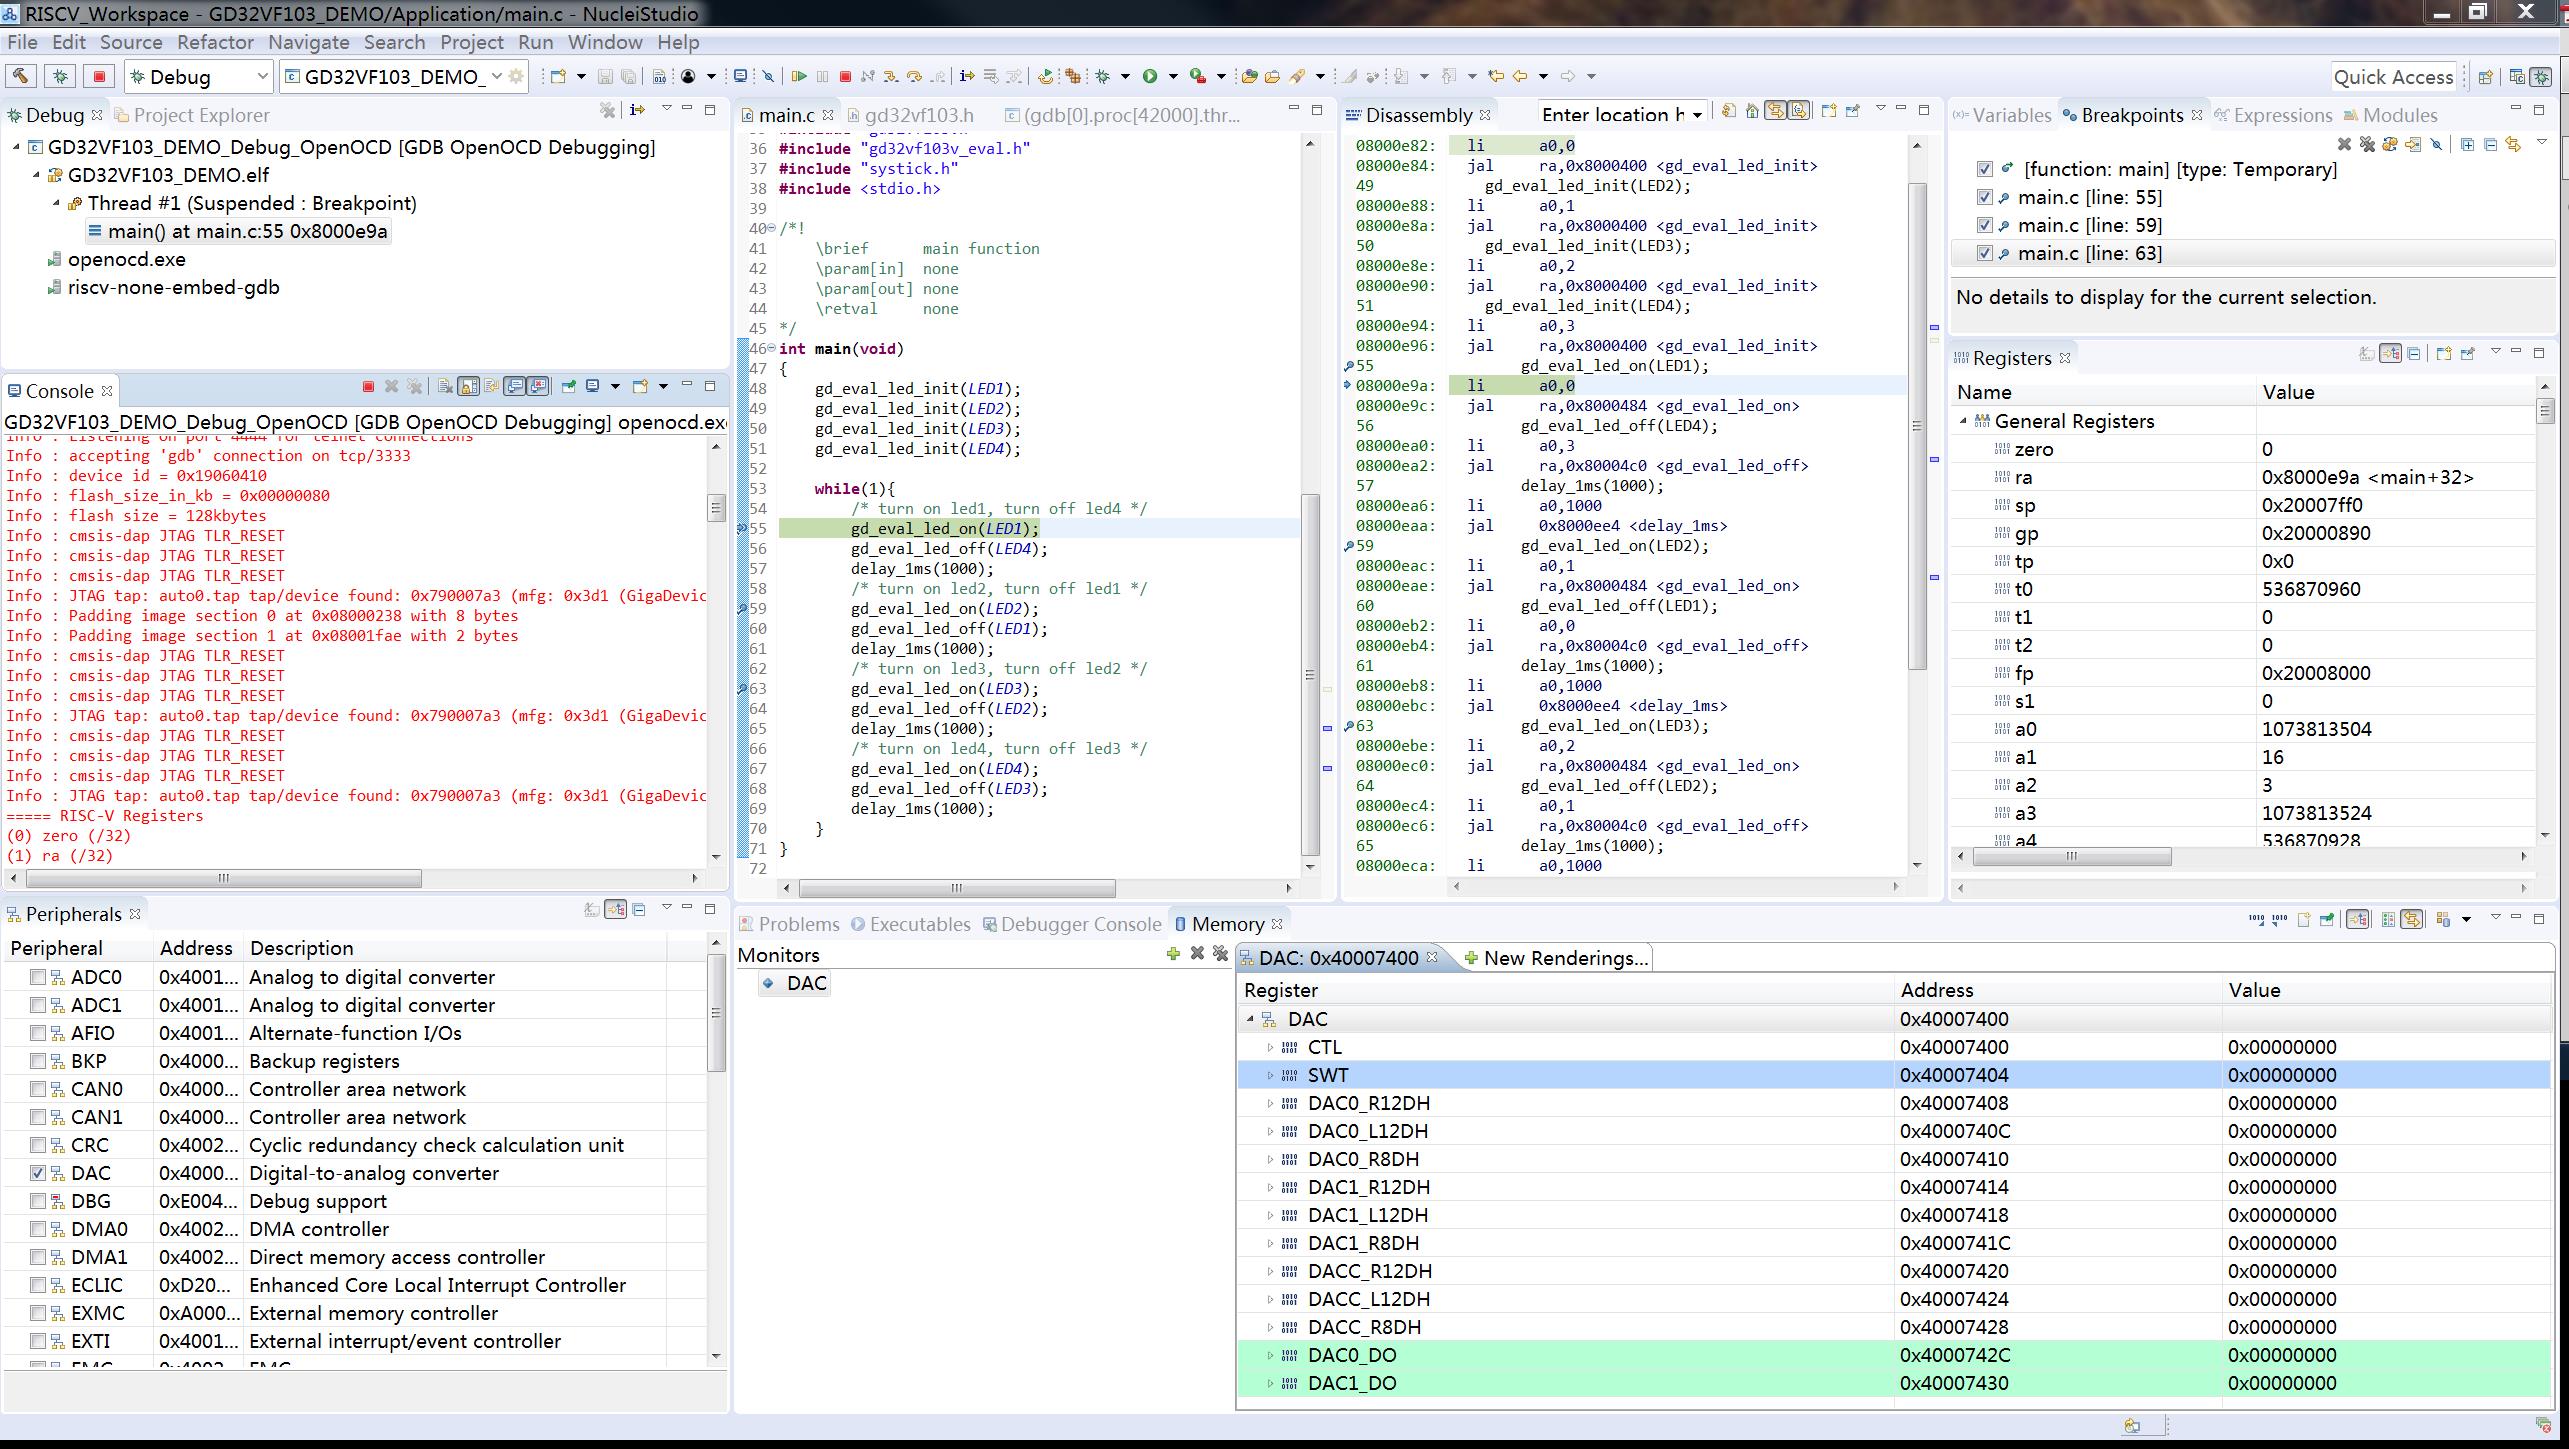 RISCV_Workspace - GD32VF103_DEMO/Application/main.c - NucleiStudio
File Edit Source Refactor Navigate Search Project Run Window Help
Debug GD32VF103_DEMO_ Quick Access
Debug Project Explorer
GD32VF103_DEMO_Debug_OpenOCD [GDB OpenOCD Debugging]
GD32VF103_DEMO.elf
Thread #1 (Suspended : Breakpoint)
main() at main.c:55 0x8000e9a
openocd.exe
riscv-none-embed-gdb
Console
GD32VF103_DEMO_Debug_OpenOCD [GDB OpenOCD Debugging] openocd.ex
Info : Listening on port 4444 for telnet connections
Info : accepting 'gdb' connection on tcp/3333
Info : device id = 0x19060410
Info : flash_size_in_kb = 0x00000080
Info : flash size = 128kbytes
Info : cmsis-dap JTAG TLR_RESET
Info : cmsis-dap JTAG TLR_RESET
Info : cmsis-dap JTAG TLR_RESET
Info : JTAG tap: auto0.tap tap/device found: 0x790007a3 (mfg: 0x3d1 (GigaDevic
Info : Padding image section 0 at 0x08000238 with 8 bytes
Info : Padding image section 1 at 0x08001fae with 2 bytes
Info : cmsis-dap JTAG TLR_RESET
Info : cmsis-dap JTAG TLR_RESET
Info : cmsis-dap JTAG TLR_RESET
Info : JTAG tap: auto0.tap tap/device found: 0x790007a3 (mfg: 0x3d1 (GigaDevic
Info : cmsis-dap JTAG TLR_RESET
Info : cmsis-dap JTAG TLR_RESET
Info : cmsis-dap JTAG TLR_RESET
Info : JTAG tap: auto0.tap tap/device found: 0x790007a3 (mfg: 0x3d1 (GigaDevic
===== RISC-V Registers
(0) zero (/32)
(1) ra (/32)
main.c gd32vf103.h (gdb[0].proc[42000].thr...
36 #include "gd32vf103v_eval.h"
37 #include "systick.h"
38 #include <stdio.h>
39
40 /*!
41 \brief main function
42 \param[in] none
43 \param[out] none
44 \retval none
45 */
46 int main(void)
47 {
48 gd_eval_led_init(LED1);
49 gd_eval_led_init(LED2);
50 gd_eval_led_init(LED3);
51 gd_eval_led_init(LED4);
52
53 while(1){
54 /* turn on led1, turn off led4 */
55 gd_eval_led_on(LED1);
56 gd_eval_led_off(LED4);
57 delay_1ms(1000);
58 /* turn on led2, turn off led1 */
59 gd_eval_led_on(LED2);
60 gd_eval_led_off(LED1);
61 delay_1ms(1000);
62 /* turn on led3, turn off led2 */
63 gd_eval_led_on(LED3);
64 gd_eval_led_off(LED2);
65 delay_1ms(1000);
66 /* turn on led4, turn off led3 */
67 gd_eval_led_on(LED4);
68 gd_eval_led_off(LED3);
69 delay_1ms(1000);
70 }
71 }
72
Disassembly Enter location h
08000e82: li a0,0
08000e84: jal ra,0x8000400 <gd_eval_led_init>
49 gd_eval_led_init(LED2);
08000e88: li a0,1
08000e8a: jal ra,0x8000400 <gd_eval_led_init>
50 gd_eval_led_init(LED3);
08000e8e: li a0,2
08000e90: jal ra,0x8000400 <gd_eval_led_init>
51 gd_eval_led_init(LED4);
08000e94: li a0,3
08000e96: jal ra,0x8000400 <gd_eval_led_init>
55 gd_eval_led_on(LED1);
08000e9a: li a0,0
08000e9c: jal ra,0x8000484 <gd_eval_led_on>
56 gd_eval_led_off(LED4);
08000ea0: li a0,3
08000ea2: jal ra,0x80004c0 <gd_eval_led_off>
57 delay_1ms(1000);
08000ea6: li a0,1000
08000eaa: jal 0x8000ee4 <delay_1ms>
59 gd_eval_led_on(LED2);
08000eac: li a0,1
08000eae: jal ra,0x8000484 <gd_eval_led_on>
60 gd_eval_led_off(LED1);
08000eb2: li a0,0
08000eb4: jal ra,0x80004c0 <gd_eval_led_off>
61 delay_1ms(1000);
08000eb8: li a0,1000
08000ebc: jal 0x8000ee4 <delay_1ms>
63 gd_eval_led_on(LED3);
08000ebe: li a0,2
08000ec0: jal ra,0x8000484 <gd_eval_led_on>
64 gd_eval_led_off(LED2);
08000ec4: li a0,1
08000ec6: jal ra,0x80004c0 <gd_eval_led_off>
65 delay_1ms(1000);
08000eca: li a0,1000
(x)= Variables Breakpoints Expressions Modules
[function: main] [type: Temporary]
main.c [line: 55]
main.c [line: 59]
main.c [line: 63]
No details to display for the current selection.
Registers
Name Value
General Registers
zero 0
ra 0x8000e9a <main+32>
sp 0x20007ff0
gp 0x20000890
tp 0x0
t0 536870960
t1 0
t2 0
fp 0x20008000
s1 0
a0 1073813504
a1 16
a2 3
a3 1073813524
a4 536870928
Peripherals
Peripheral Address Description
ADC0 0x4001... Analog to digital converter
ADC1 0x4001... Analog to digital converter
AFIO 0x4001... Alternate-function I/Os
BKP 0x4000... Backup registers
CAN0 0x4000... Controller area network
CAN1 0x4000... Controller area network
CRC 0x4002... Cyclic redundancy check calculation unit
DAC 0x4000... Digital-to-analog converter
DBG 0xE004... Debug support
DMA0 0x4002... DMA controller
DMA1 0x4002... Direct memory access controller
ECLIC 0xD20... Enhanced Core Local Interrupt Controller
EXMC 0xA000... External memory controller
EXTI 0x4001... External interrupt/event controller
Problems Executables Debugger Console Memory
Monitors
DAC
DAC: 0x40007400 New Renderings...
Register Address Value
DAC 0x40007400
CTL 0x40007400 0x00000000
SWT 0x40007404 0x00000000
DAC0_R12DH 0x40007408 0x00000000
DAC0_L12DH 0x4000740C 0x00000000
DAC0_R8DH 0x40007410 0x00000000
DAC1_R12DH 0x40007414 0x00000000
DAC1_L12DH 0x40007418 0x00000000
DAC1_R8DH 0x4000741C 0x00000000
DACC_R12DH 0x40007420 0x00000000
DACC_L12DH 0x40007424 0x00000000
DACC_R8DH 0x40007428 0x00000000
DAC0_DO 0x4000742C 0x00000000
DAC1_DO 0x40007430 0x00000000